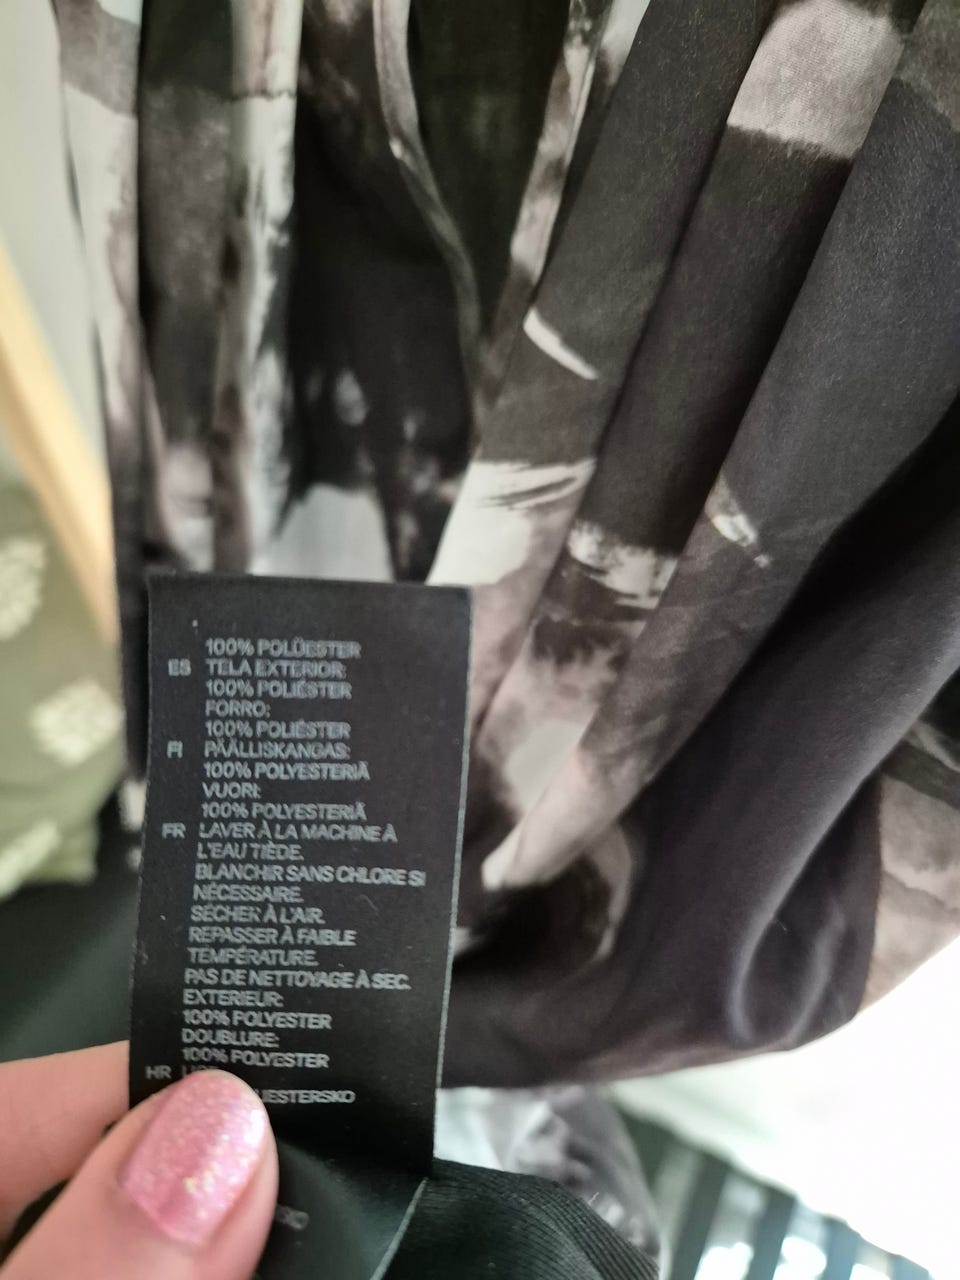 100% POLÜESTER
ES TELA EXTERIOR:
100% POLIÉSTER
FORRO:
100% POLIÉSTER
FI PÄÄLLISKANGAS:
100% POLYESTERIÄ
VUORI:
100% POLYESTERIÄ
FR LAVER À LA MACHINE À
L'EAU TIÈDE.
BLANCHIR SANS CHLORE SI
NÉCESSAIRE.
SÉCHER À L'AIR.
REPASSER À FAIBLE
TEMPÉRATURE.
PAS DE NETTOYAGE À SEC.
EXTERIEUR:
100% POLYESTER
DOUBLURE:
100% POLYESTER
HR